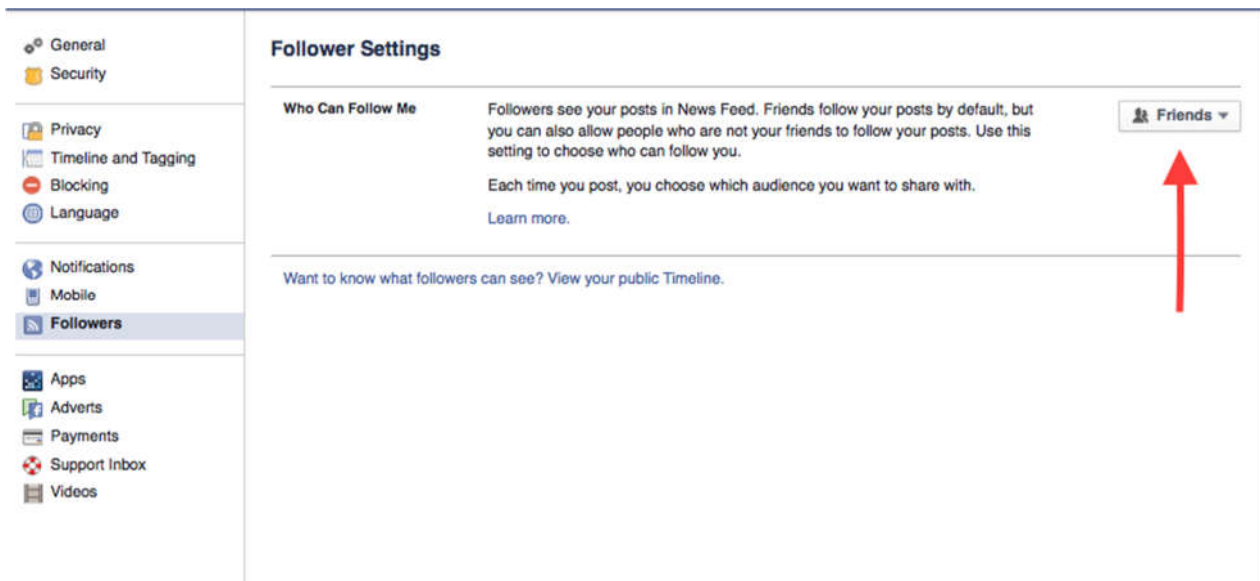 General
Security
Privacy
Timeline and Tagging
Blocking
Language
Notifications
Mobile
Followers
Apps
Adverts
Payments
Support Inbox
Videos
Follower Settings
Who Can Follow Me
Followers see your posts in News Feed. Friends follow your posts by default, but
you can also allow people who are not your friends to follow your posts. Use this
setting to choose who can follow you.
Each time you post, you choose which audience you want to share with.
Learn more.
Friends
Want to know what followers can see? View your public Timeline.